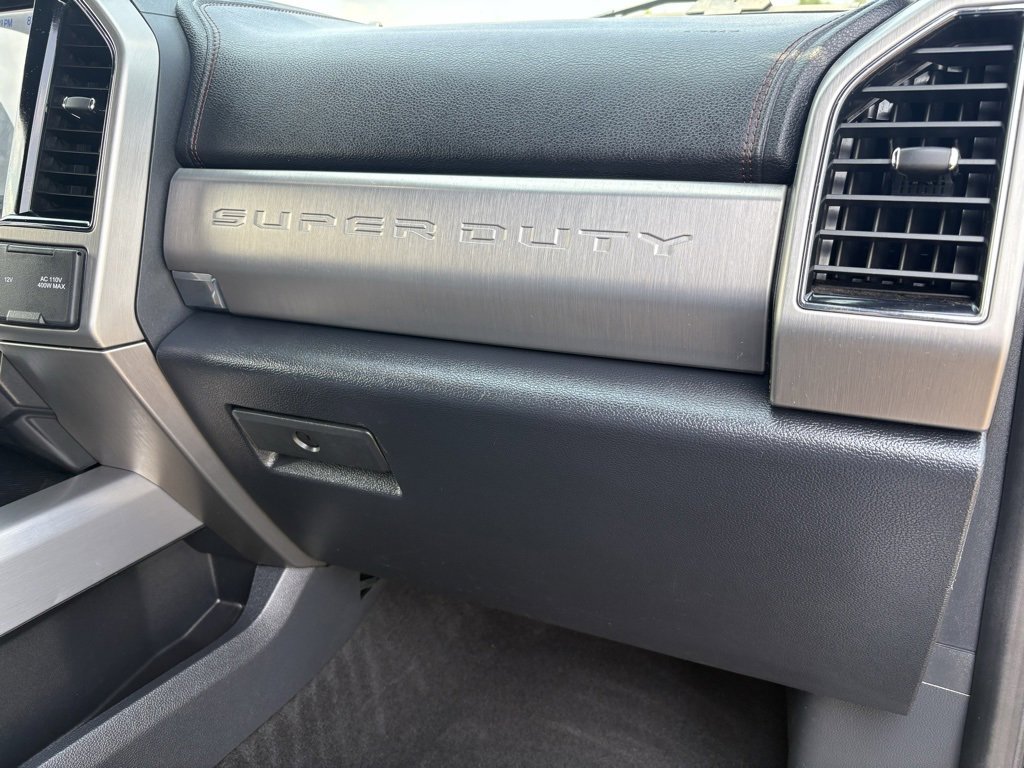 SUPER DUTY
12V
AC 110V
400W MAX